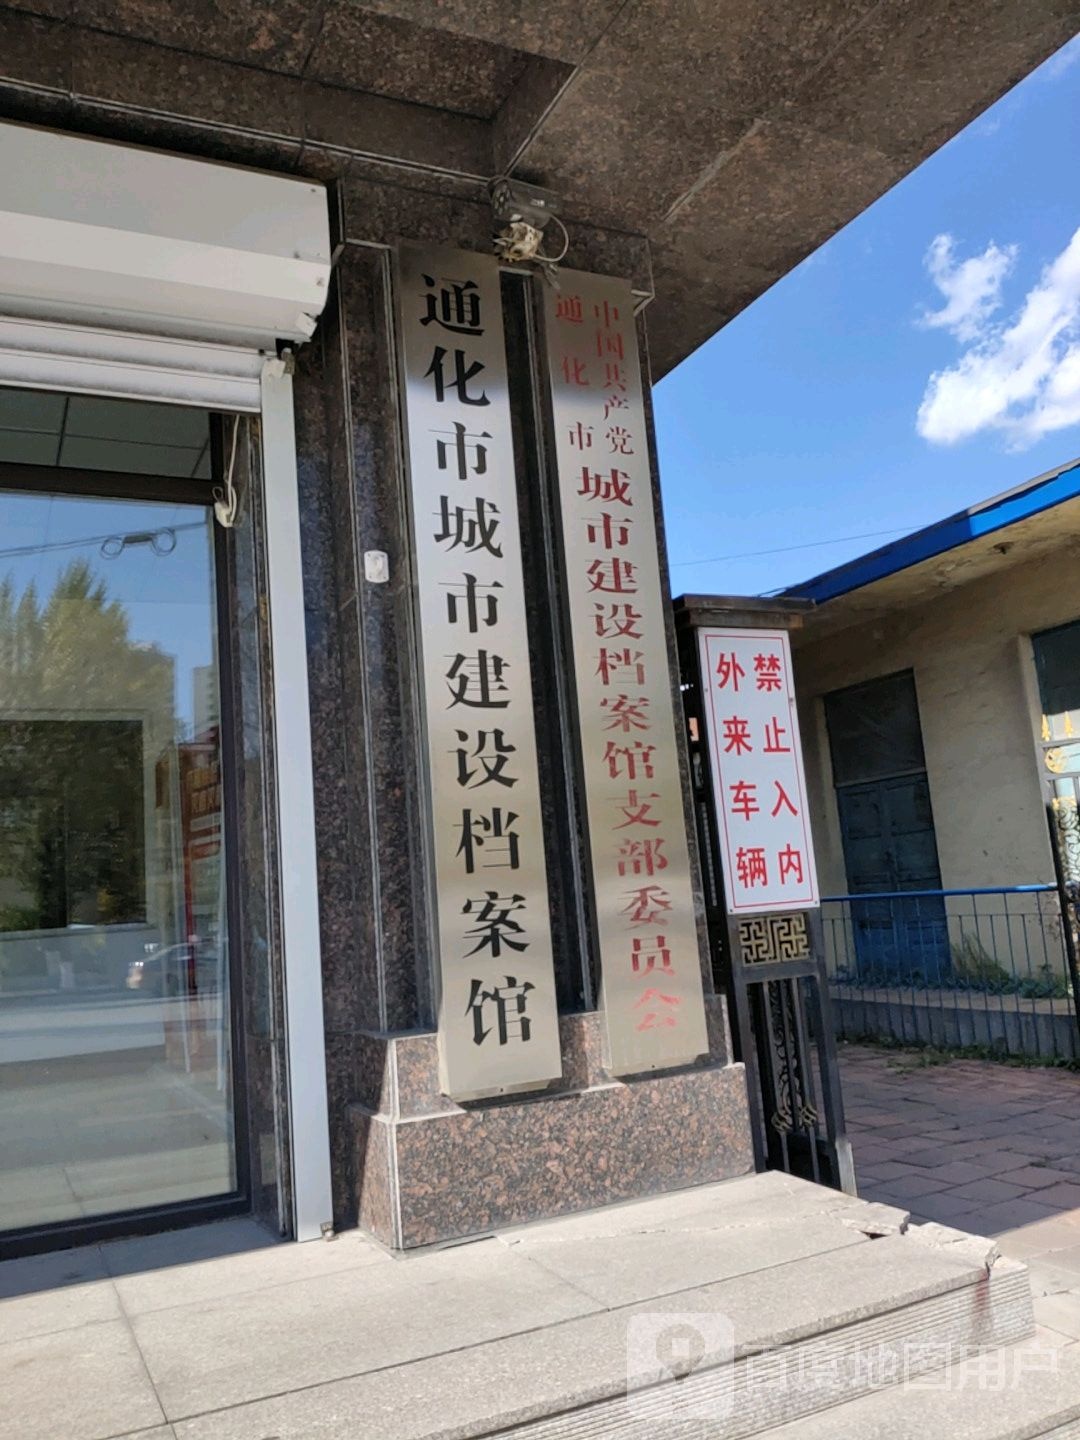 通化市城市建设档案馆
中国共产党
通化市
城市建设档案馆支部委员会
禁止入内
外来车辆
百度地图用户